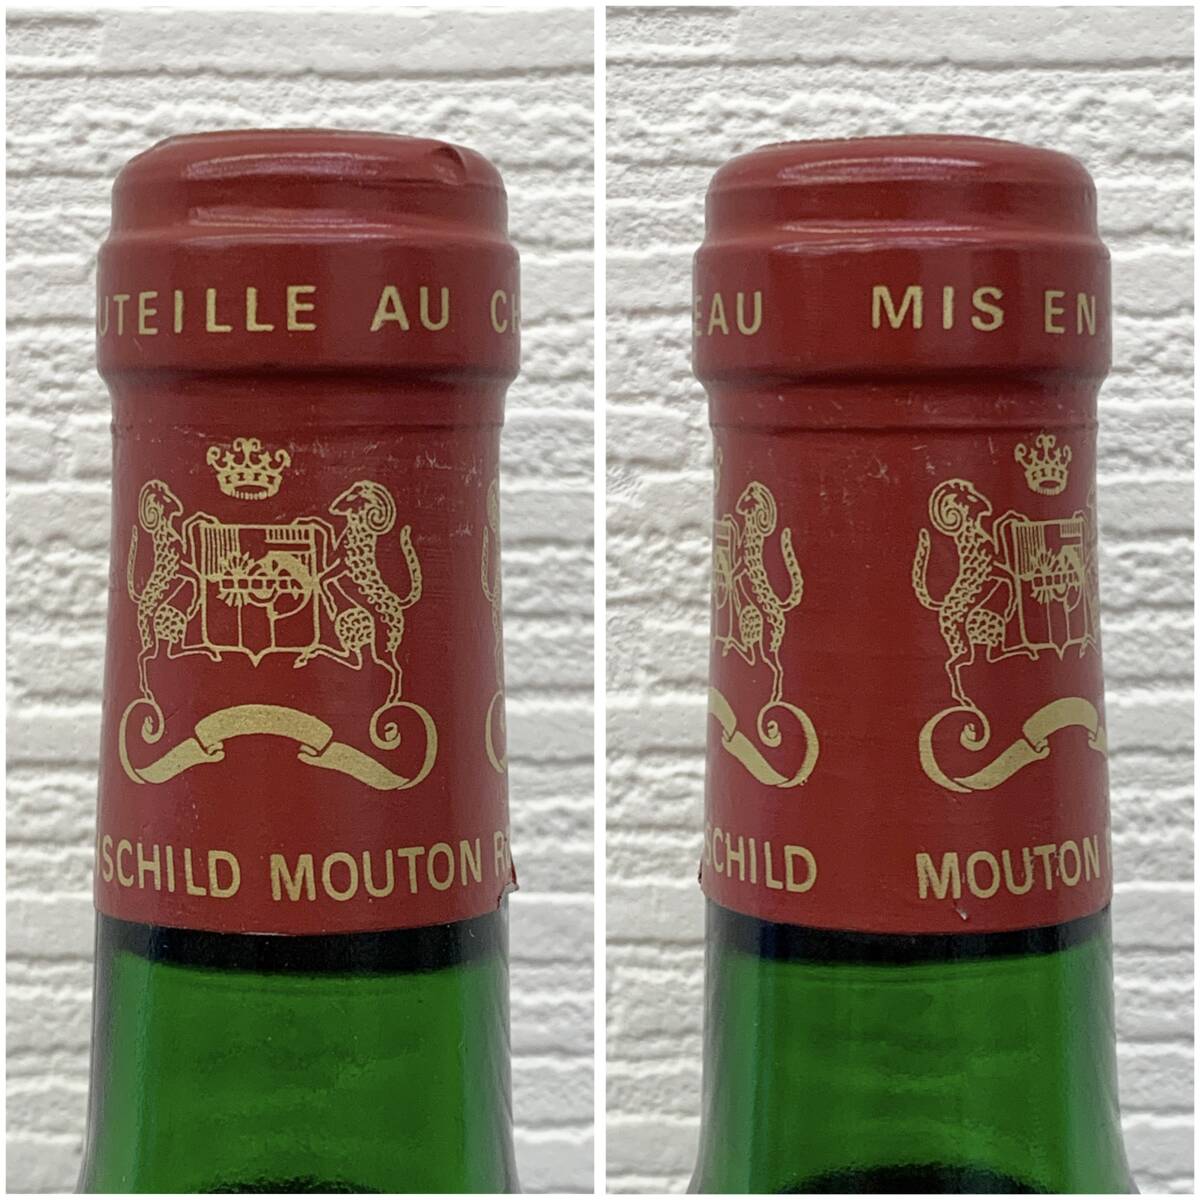 UTEILLE AU CH
SCHILD MOUTON R
EAU MIS EN
SCHILD MOUTON